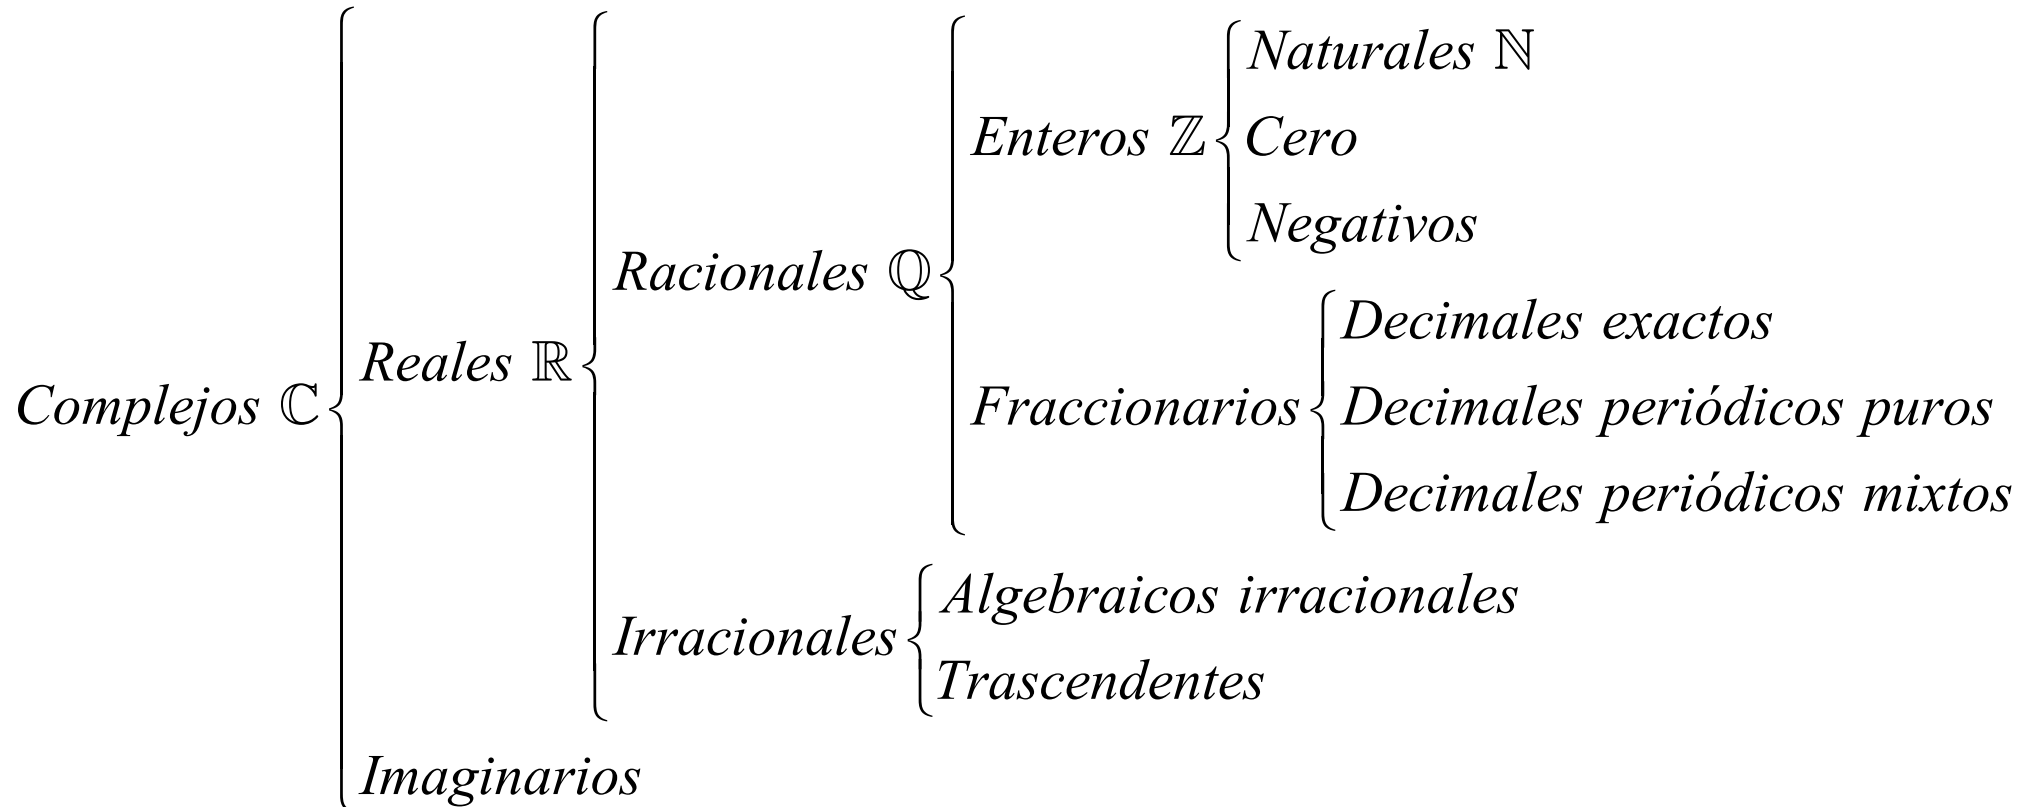 Naturales ℕ
Enteros ℤ
Cero
Negativos
Racionales ℚ
Decimales exactos
Reales ℝ
Complejos ℂ
Fraccionarios
Decimales periódicos puros
Decimales periódicos mixtos
Algebraicos irracionales
Irracionales
Trascendentes
Imaginarios